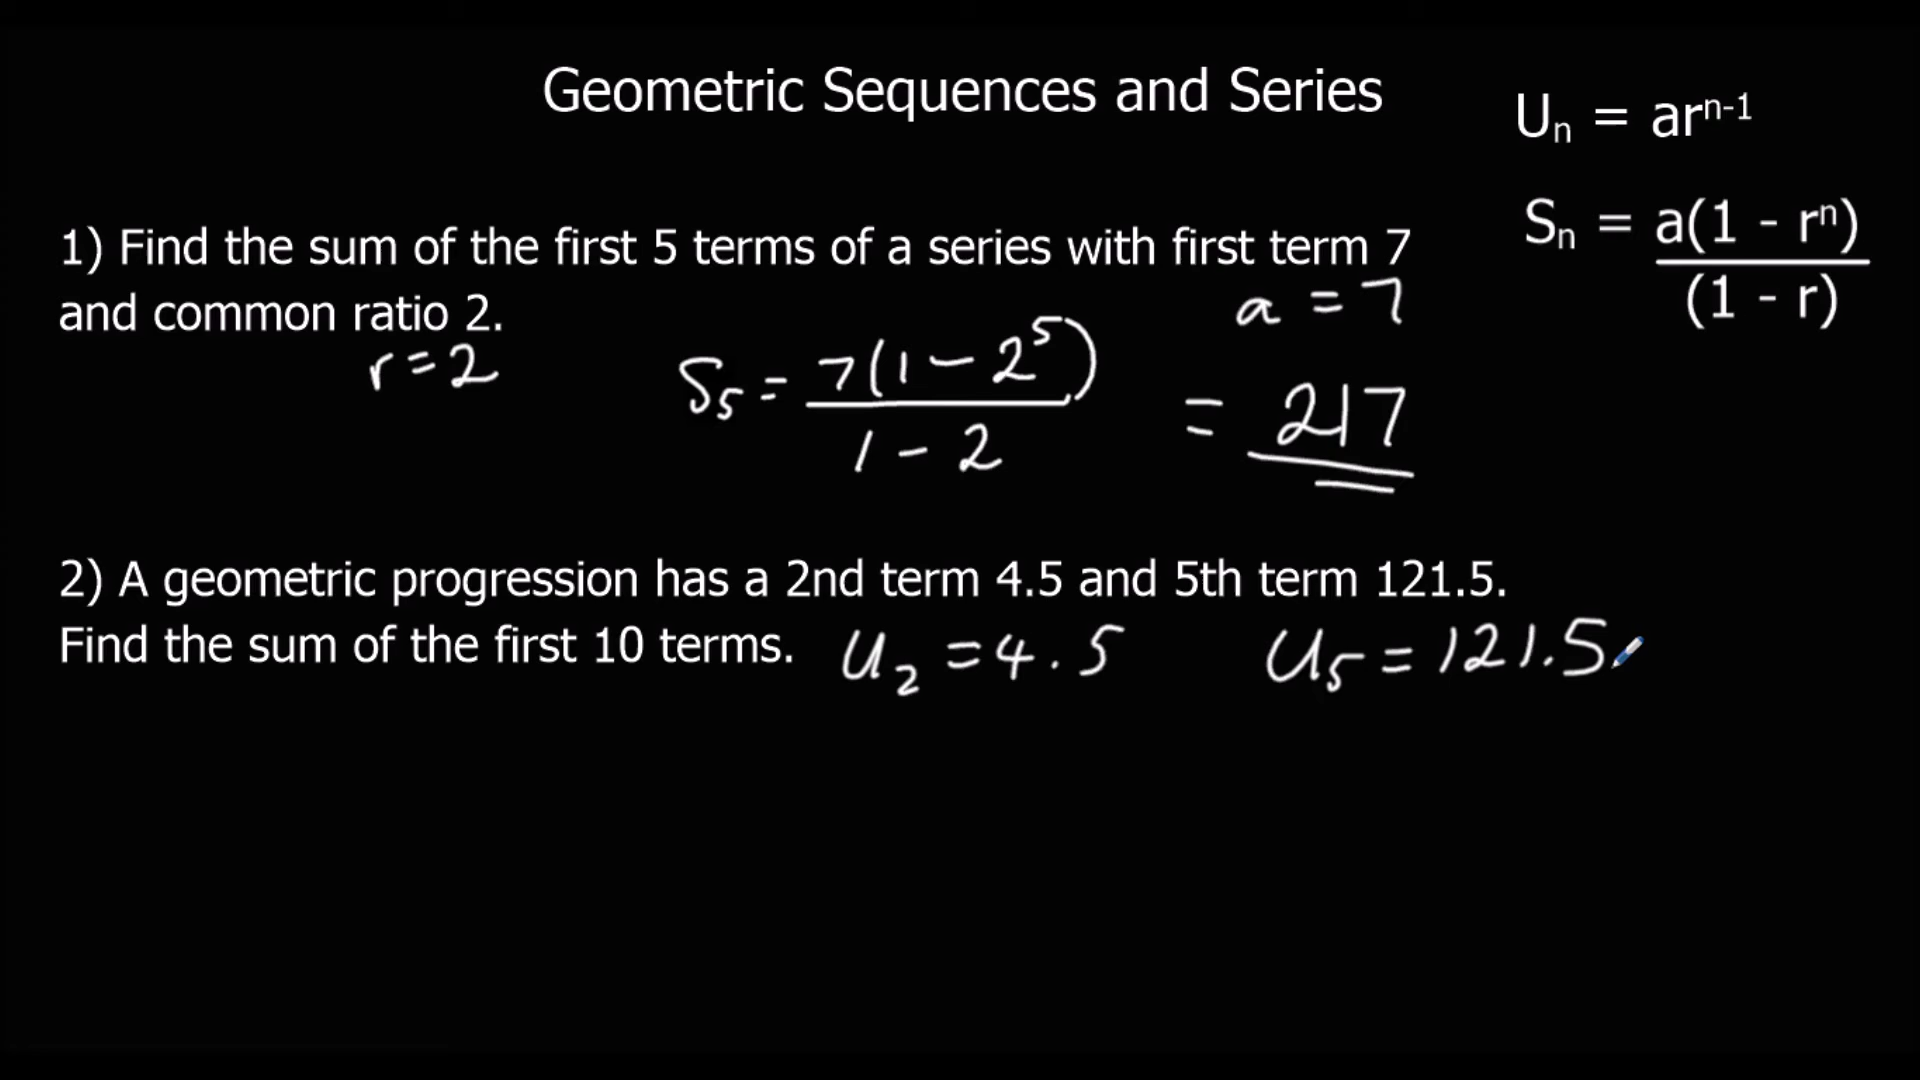 Geometric Sequences and Series
Uₙ = arⁿ⁻¹
Sₙ = a(1 - rⁿ)
(1 - r)
1) Find the sum of the first 5 terms of a series with first term 7
and common ratio 2.
a = 7
r = 2
S₅ = 7(1 - 2⁵)
1 - 2
= 217
2) A geometric progression has a 2nd term 4.5 and 5th term 121.5.
Find the sum of the first 10 terms. U₂ = 4.5 U₅ = 121.5